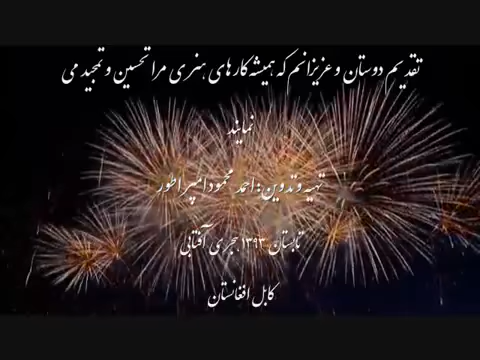 تقدیم دوستان و عزیزانم که همیشه کارهای هنری مرا تحسین و تمجید می
نمایند
تهیه و تدوین: احمد محمود امپراطور
تابستان ۱۳۹۳ هجری آفتابی
کابل افغانستان